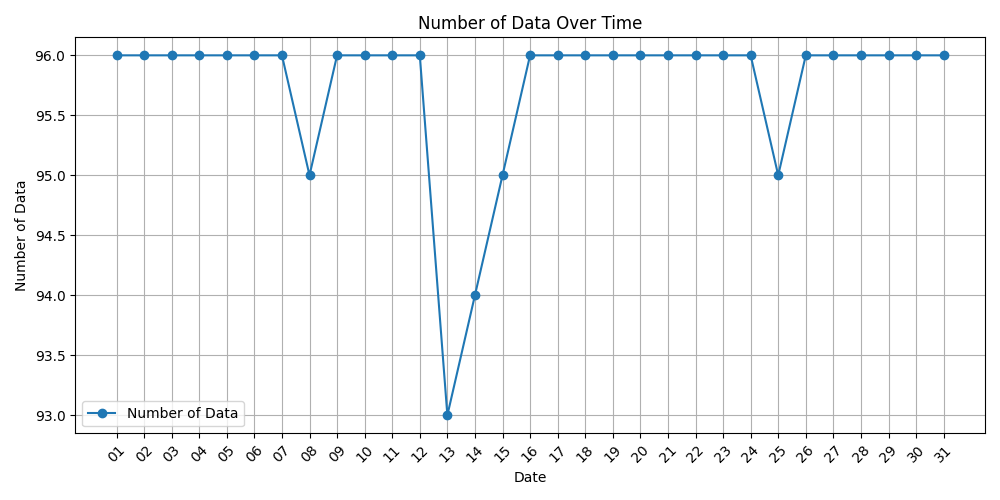 Number of Data Over Time
Number of Data
96.0
95.5
95.0
94.5
94.0
93.5
93.0
Number of Data
01 02 03 04 05 06 07 08 09 10 11 12 13 14 15 16 17 18 19 20 21 22 23 24 25 26 27 28 29 30 31
Date